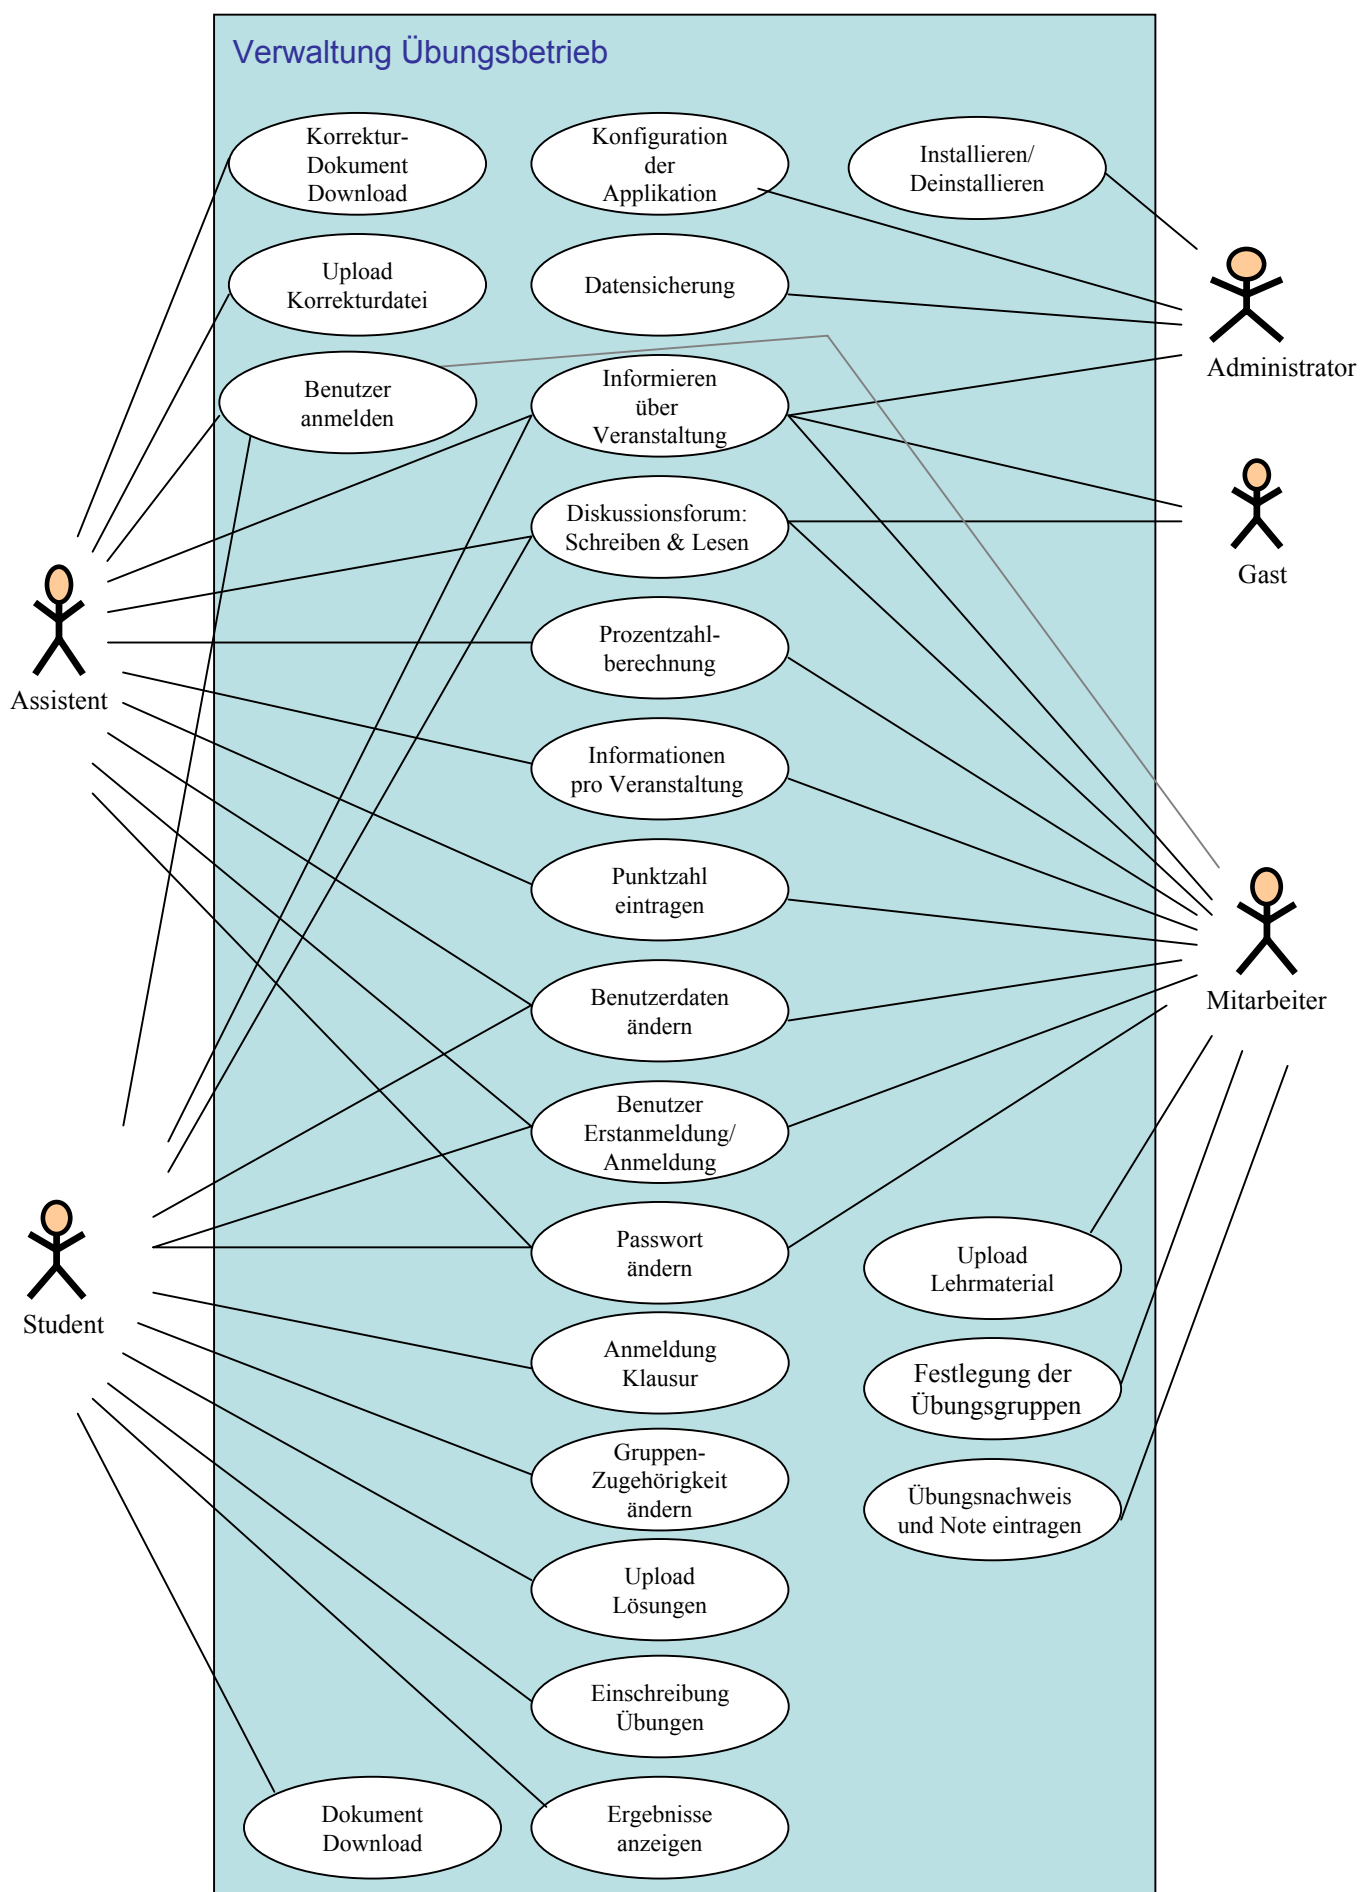 Verwaltung Übungsbetrieb
Korrektur-
Dokument
Download
Konfiguration
der
Applikation
Installieren/
Deinstallieren
Upload
Korrekturdatei
Datensicherung
Administrator
Benutzer
anmelden
Informieren
über
Veranstaltung
Diskussionsforum:
Schreiben & Lesen
Gast
Prozentzahl-
berechnung
Assistent
Informationen
pro Veranstaltung
Punktzahl
eintragen
Benutzerdaten
ändern
Mitarbeiter
Benutzer
Erstanmeldung/
Anmeldung
Passwort
ändern
Upload
Lehrmaterial
Student
Anmeldung
Klausur
Festlegung der
Übungsgruppen
Gruppen-
Zugehörigkeit
ändern
Übungsnachweis
und Note eintragen
Upload
Lösungen
Einschreibung
Übungen
Dokument
Download
Ergebnisse
anzeigen